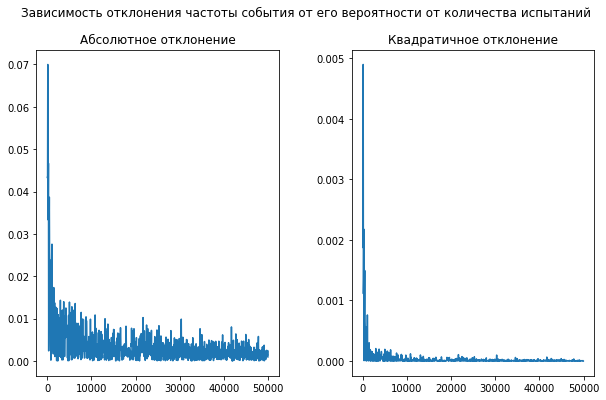 Зависимость отклонения частоты события от его вероятности от количества испытаний
Абсолютное отклонение
Квадратичное отклонение
0.07
0.06
0.05
0.04
0.03
0.02
0.01
0.00
0 10000 20000 30000 40000 50000
0.005
0.004
0.003
0.002
0.001
0.000
0 10000 20000 30000 40000 50000